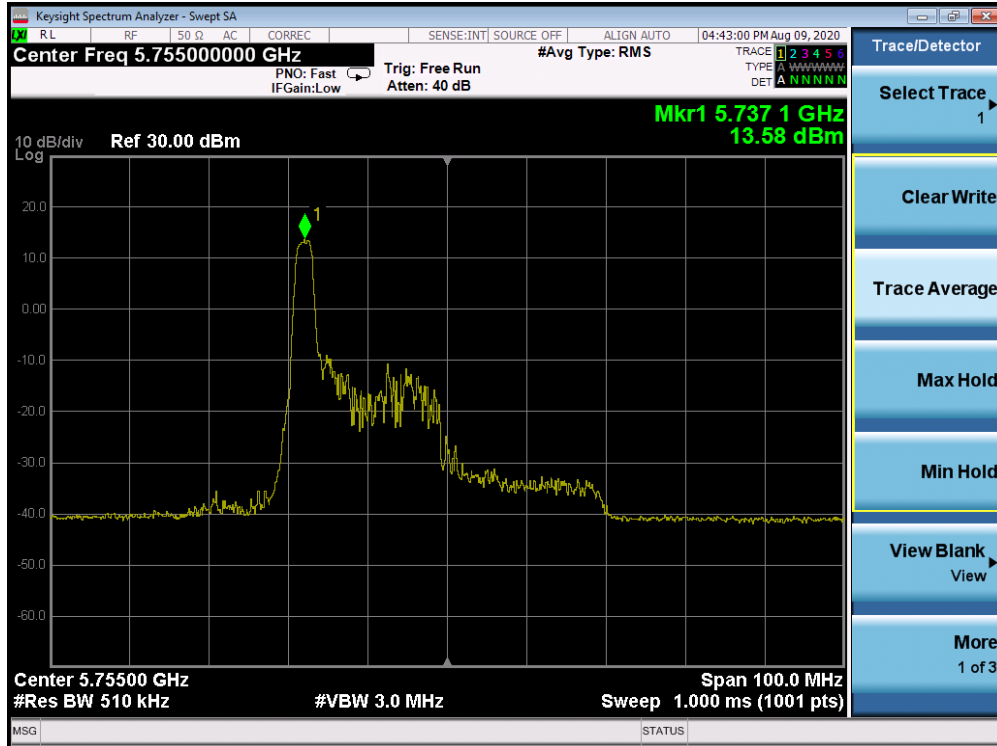 Keysight Spectrum Analyzer - Swept SA
LXI RL RF 50 Ω AC CORREC SENSE:INT SOURCE OFF ALIGN AUTO 04:43:00 PM Aug 09, 2020
Center Freq 5.755000000 GHz
PNO: Fast
IFGain:Low
Trig: Free Run
Atten: 40 dB
#Avg Type: RMS
TRACE 1 2 3 4 5 6
TYPE A WWWWW
DET A N N N N N
Mkr1 5.737 1 GHz
13.58 dBm
10 dB/div Ref 30.00 dBm
Log
1
20.0
10.0
0.00
-10.0
-20.0
-30.0
-40.0
-50.0
-60.0
Center 5.75500 GHz Span 100.0 MHz
#Res BW 510 kHz #VBW 3.0 MHz Sweep 1.000 ms (1001 pts)
MSG STATUS
Trace/Detector
Select Trace
1
Clear Write
Trace Average
Max Hold
Min Hold
View Blank
View
More
1 of 3